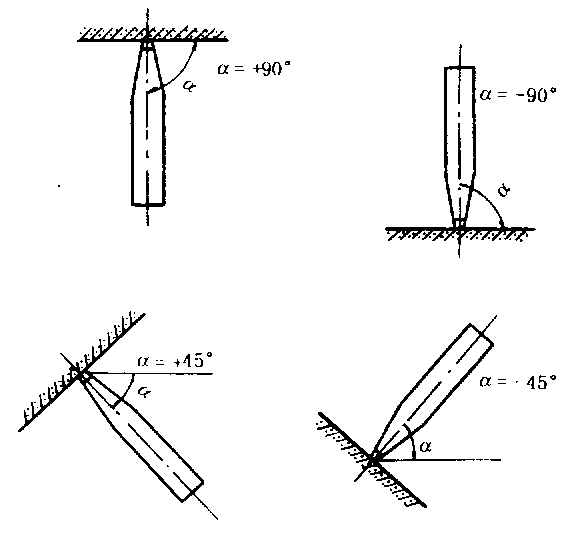 α = +90°
α
α = -90°
α
α = +45°
α
α = - 45°
α